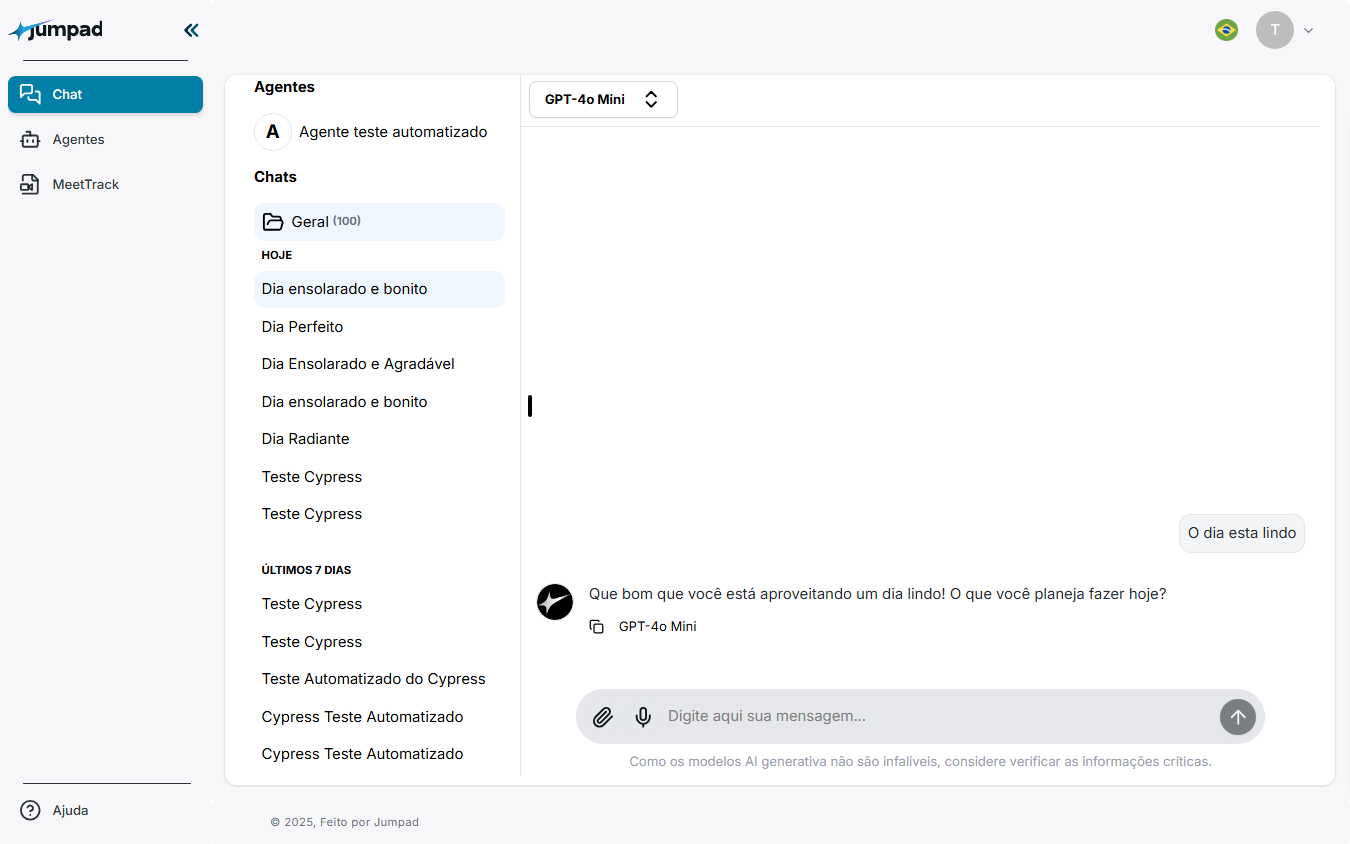 Jumpad
T
Chat
Agentes
MeetTrack
Ajuda
Agentes
A
Agente teste automatizado
Chats
Geral (100)
HOJE
Dia ensolarado e bonito
Dia Perfeito
Dia Ensolarado e Agradável
Dia ensolarado e bonito
Dia Radiante
Teste Cypress
Teste Cypress
ÚLTIMOS 7 DIAS
Teste Cypress
Teste Cypress
Teste Automatizado do Cypress
Cypress Teste Automatizado
Cypress Teste Automatizado
GPT-4o Mini
O dia esta lindo
Que bom que você está aproveitando um dia lindo! O que você planeja fazer hoje?
GPT-4o Mini
Digite aqui sua mensagem...
Como os modelos AI generativa não são infalíveis, considere verificar as informações críticas.
© 2025, Feito por Jumpad